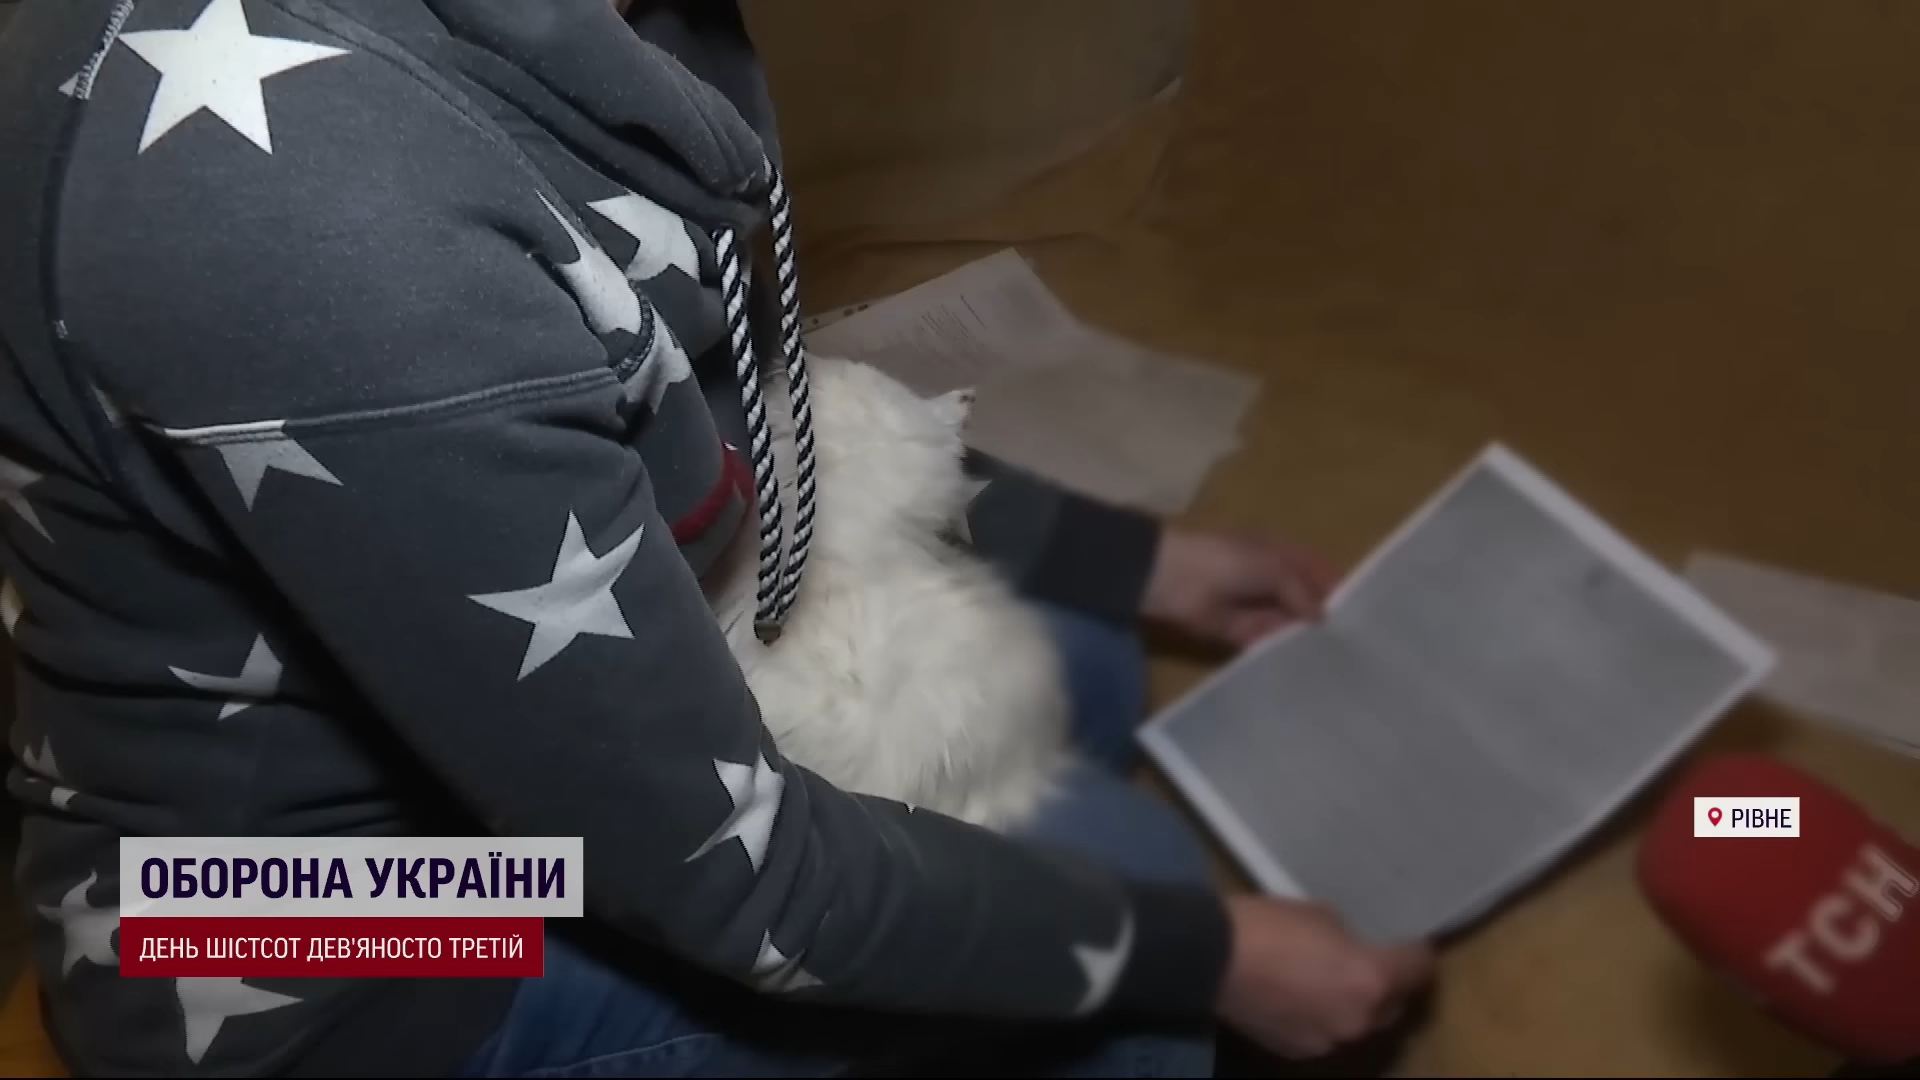 ОБОРОНА УКРАЇНИ
ДЕНЬ ШІСТСОТ ДЕВ'ЯНОСТО ТРЕТІЙ
РІВНЕ
ТСН